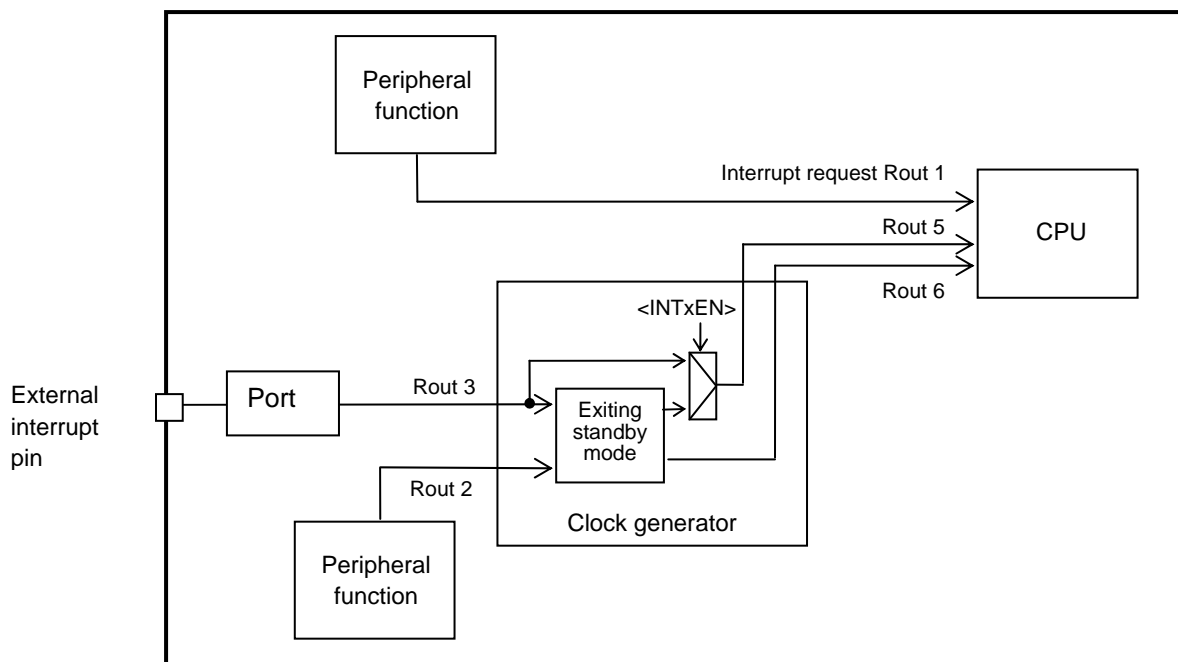 Peripheral
function
Interrupt request Rout 1
CPU
Rout 5
Rout 6
<INTxEN>
External
interrupt
pin
Port
Rout 3
Exiting
standby
mode
Rout 2
Clock generator
Peripheral
function